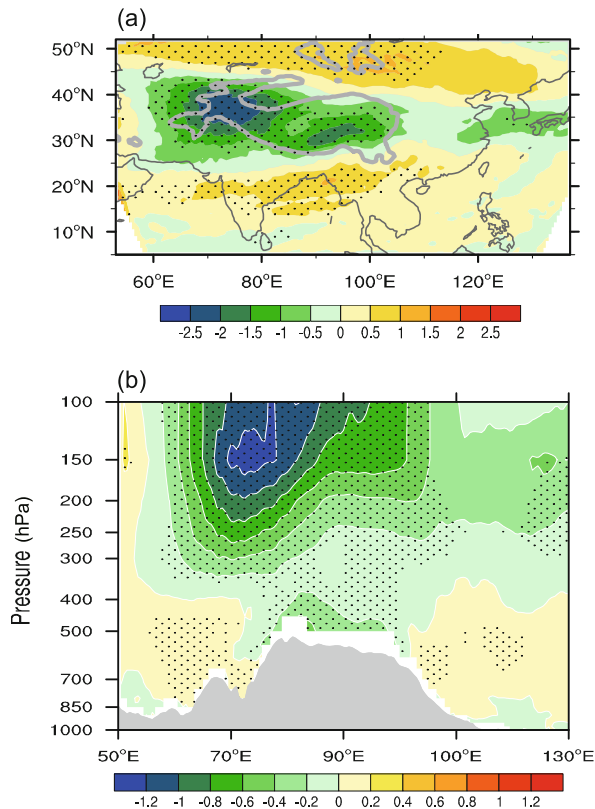 (a)
50°N
40°N
30°N
20°N
10°N
60°E 80°E 100°E 120°E
-2.5 -2 -1.5 -1 -0.5 0 0.5 1 1.5 2 2.5
(b)
100
150
200
250
300
400
500
700
850
1000
Pressure (hPa)
50°E 70°E 90°E 100°E 130°E
-1.2 -1 -0.8 -0.6 -0.4 -0.2 0 0.2 0.4 0.6 0.8 1 1.2